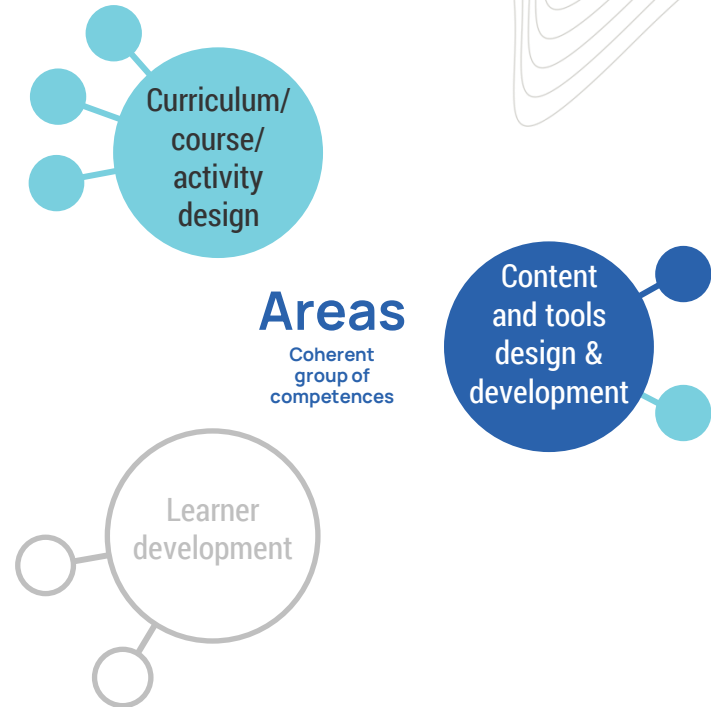 Curriculum/
course/
activity
design
Areas
Coherent
group of
competences
Content
and tools
design &
development
Learner
development